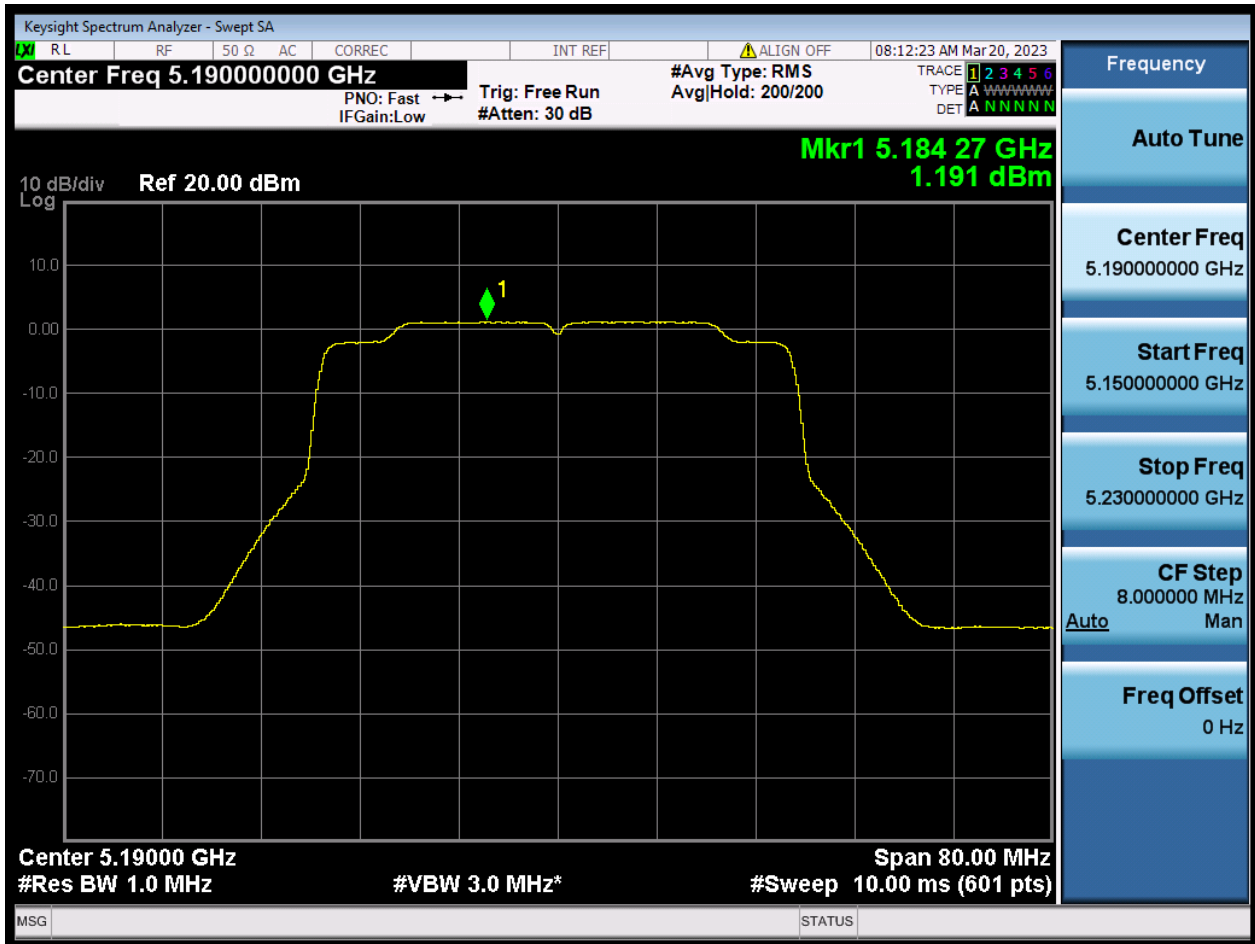 Keysight Spectrum Analyzer - Swept SA
LXI RL RF 50 Ω AC CORREC INT REF ALIGN OFF 08:12:23 AM Mar 20, 2023
Center Freq 5.190000000 GHz
PNO: Fast
IFGain:Low
Trig: Free Run
#Atten: 30 dB
#Avg Type: RMS
Avg|Hold: 200/200
TRACE 1 2 3 4 5 6
TYPE A WWWWW
DET A N N N N N
Mkr1 5.184 27 GHz
1.191 dBm
10 dB/div Ref 20.00 dBm
Log
10.0
0.00
-10.0
-20.0
-30.0
-40.0
-50.0
-60.0
-70.0
1
Center 5.19000 GHz Span 80.00 MHz
#Res BW 1.0 MHz #VBW 3.0 MHz* #Sweep 10.00 ms (601 pts)
MSG STATUS
Frequency
Auto Tune
Center Freq
5.190000000 GHz
Start Freq
5.150000000 GHz
Stop Freq
5.230000000 GHz
CF Step
8.000000 MHz
Auto Man
Freq Offset
0 Hz